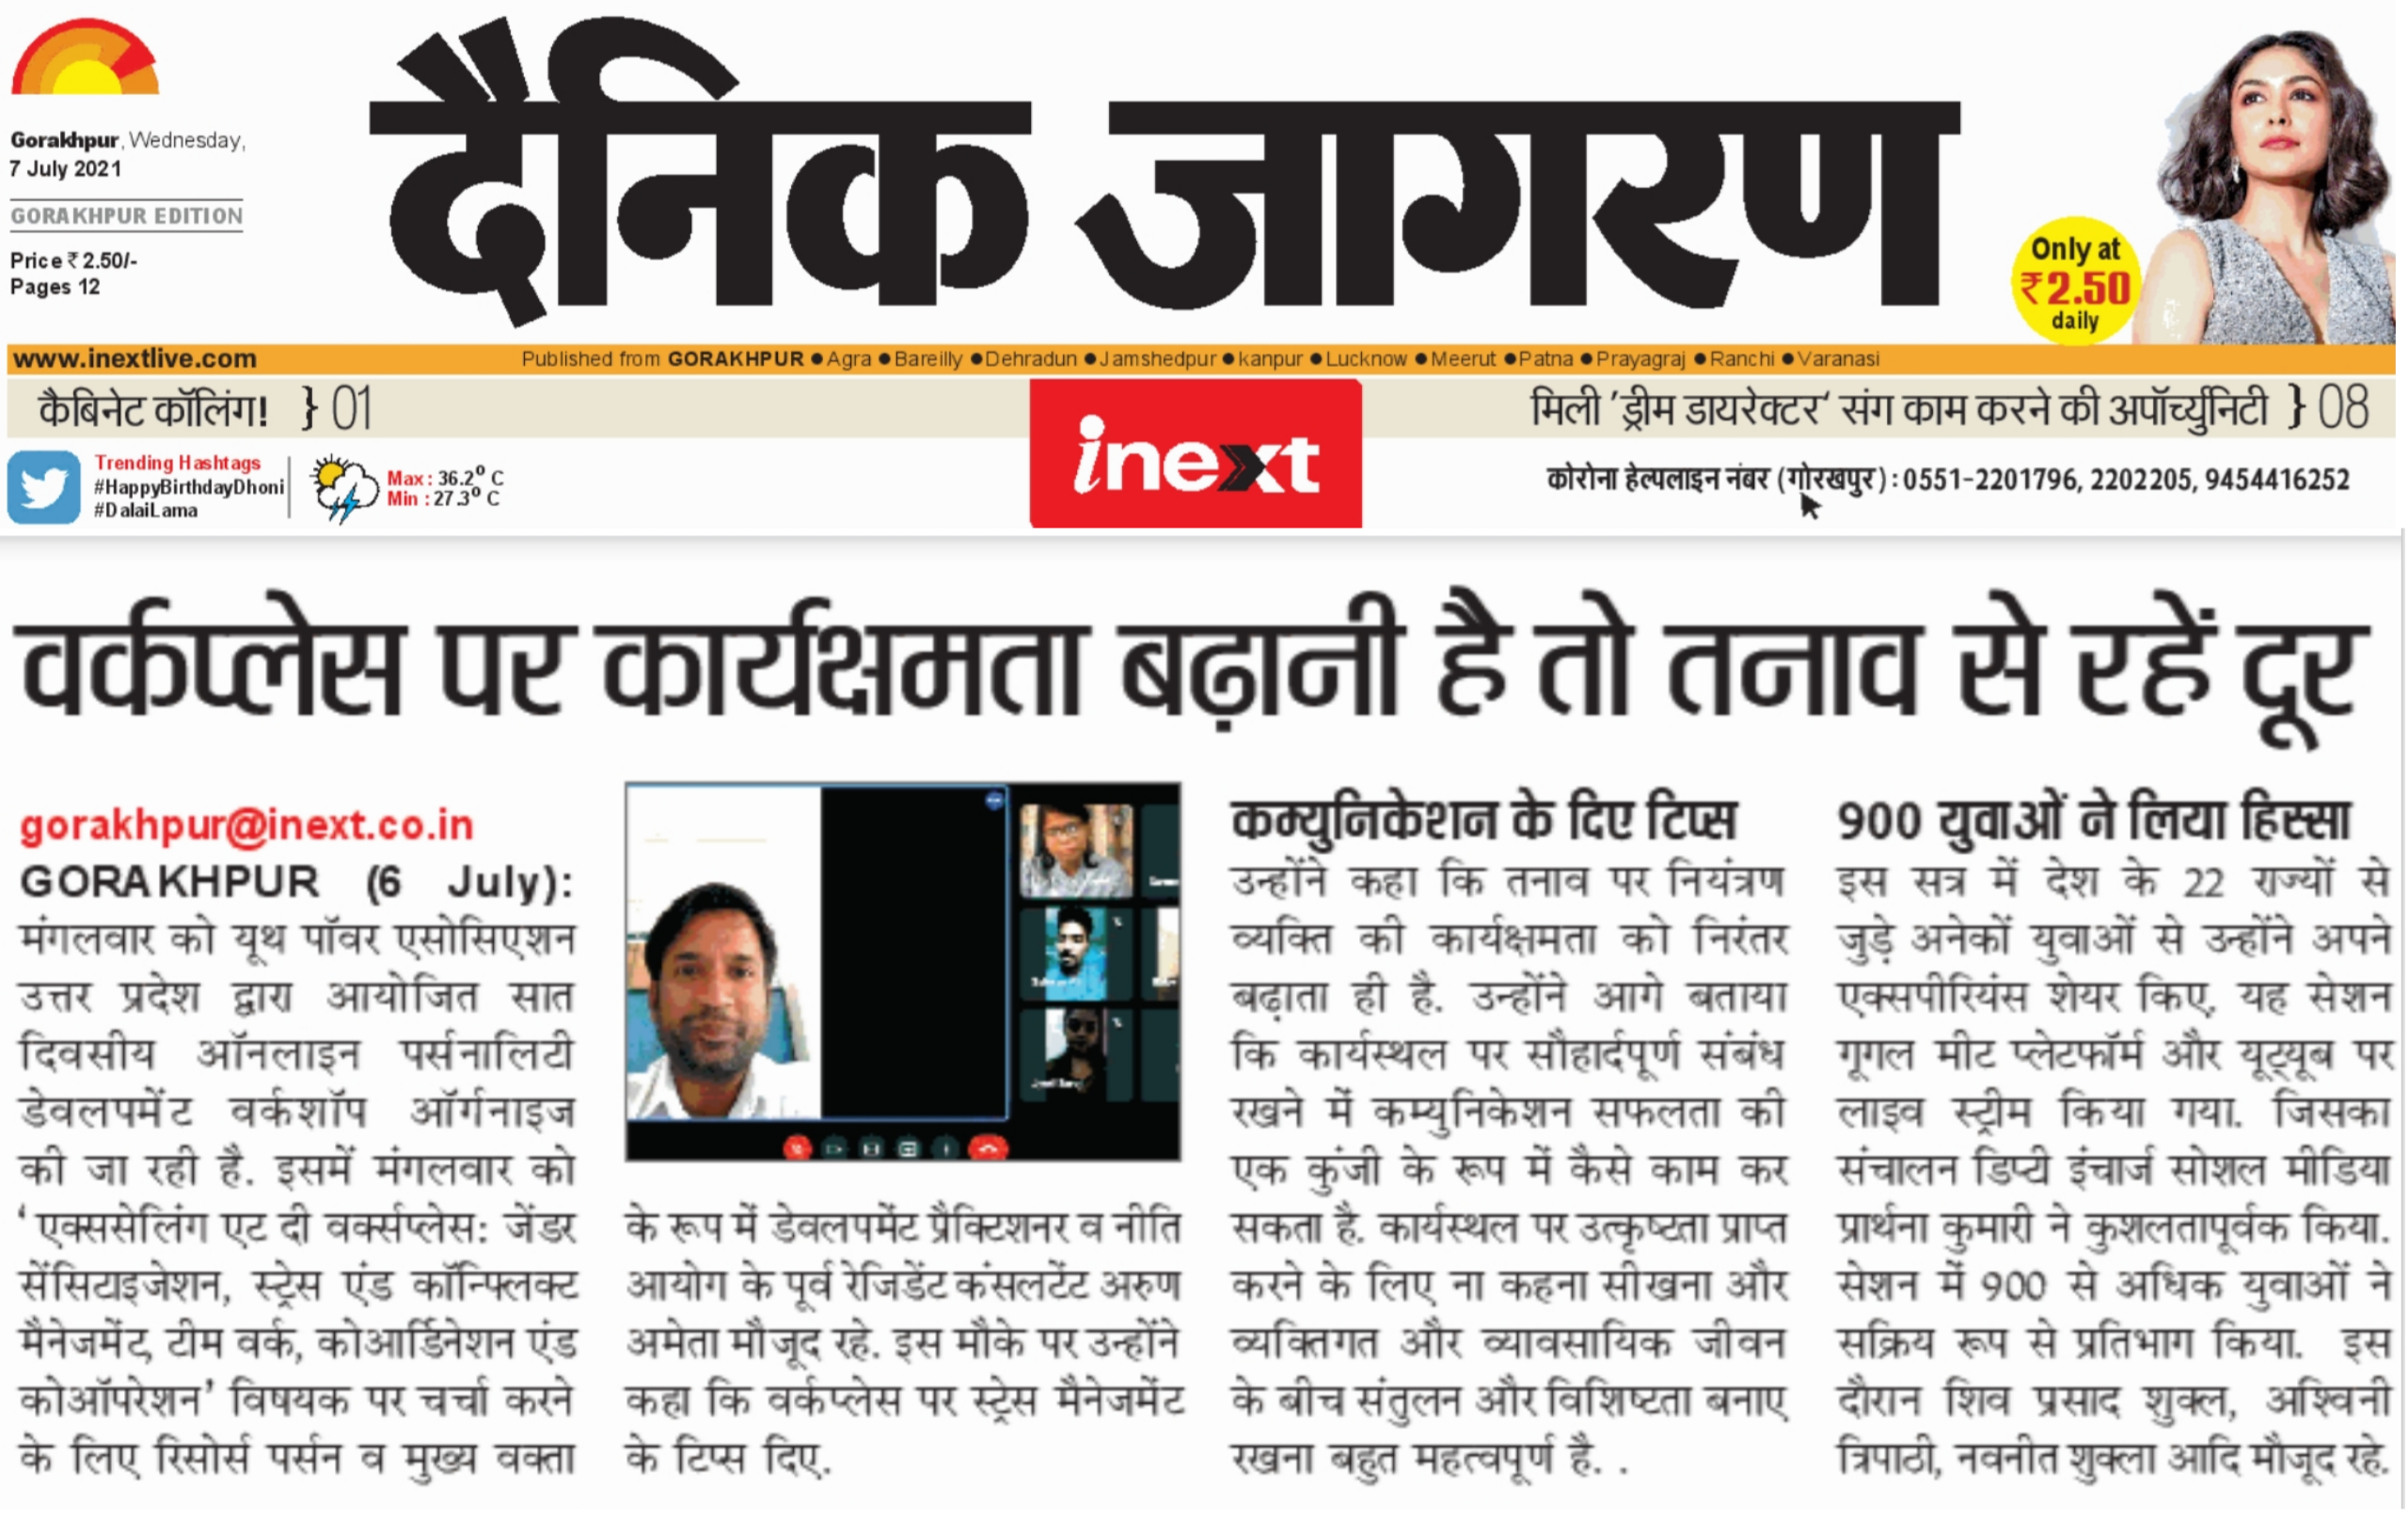 दैनिक जागरण
Gorakhpur, Wednesday,
7 July 2021
GORAKHPUR EDITION
Price ₹ 2.50/-
Pages 12
Only at
₹2.50
daily
www.inextlive.com
Published from GORAKHPUR ● Agra ● Bareilly ● Dehradun ● Jamshedpur ● kanpur ● Lucknow ● Meerut ● Patna ● Prayagraj ● Ranchi ● Varanasi
कैबिनेट कॉलिंग! } 01
मिली 'ड्रीम डायरेक्टर' संग काम करने की अपॉर्च्युनिटी } 08
inext
Trending Hashtags
#HappyBirthdayDhoni
#DalaiLama
Max : 36.2⁰ C
Min : 27.3⁰ C
कोरोना हेल्पलाइन नंबर (गोरखपुर) : 0551-2201796, 2202205, 9454416252
वर्कप्लेस पर कार्यक्षमता बढ़ानी है तो तनाव से रहें दूर
gorakhpur@inext.co.in
GORAKHPUR (6 July):
मंगलवार को यूथ पॉवर एसोसिएशन
उत्तर प्रदेश द्वारा आयोजित सात
दिवसीय ऑनलाइन पर्सनालिटी
डेवलपमेंट वर्कशॉप ऑर्गनाइज
की जा रही है. इसमें मंगलवार को
'एक्ससेलिंग एट दी वर्क्सप्लेस: जेंडर
सेंसिटाइजेशन, स्ट्रेस एंड कॉन्फ्लिक्ट
मैनेजमेंट, टीम वर्क, कोआर्डिनेशन एंड
कोऑपरेशन' विषयक पर चर्चा करने
के लिए रिसोर्स पर्सन व मुख्य वक्ता
के रूप में डेवलपमेंट प्रैक्टिशनर व नीति
आयोग के पूर्व रेजिडेंट कंसलटेंट अरुण
अमेता मौजूद रहे. इस मौके पर उन्होंने
कहा कि वर्कप्लेस पर स्ट्रेस मैनेजमेंट
के टिप्स दिए.
कम्युनिकेशन के दिए टिप्स
उन्होंने कहा कि तनाव पर नियंत्रण
व्यक्ति की कार्यक्षमता को निरंतर
बढ़ाता ही है. उन्होंने आगे बताया
कि कार्यस्थल पर सौहार्दपूर्ण संबंध
रखने में कम्युनिकेशन सफलता की
एक कुंजी के रूप में कैसे काम कर
सकता है. कार्यस्थल पर उत्कृष्टता प्राप्त
करने के लिए ना कहना सीखना और
व्यक्तिगत और व्यावसायिक जीवन
के बीच संतुलन और विशिष्टता बनाए
रखना बहुत महत्वपूर्ण है. .
900 युवाओं ने लिया हिस्सा
इस सत्र में देश के 22 राज्यों से
जुड़े अनेकों युवाओं से उन्होंने अपने
एक्सपीरियंस शेयर किए. यह सेशन
गूगल मीट प्लेटफॉर्म और यूट्यूब पर
लाइव स्ट्रीम किया गया. जिसका
संचालन डिप्टी इंचार्ज सोशल मीडिया
प्रार्थना कुमारी ने कुशलतापूर्वक किया.
सेशन में 900 से अधिक युवाओं ने
सक्रिय रूप से प्रतिभाग किया. इस
दौरान शिव प्रसाद शुक्ल, अश्विनी
त्रिपाठी, नवनीत शुक्ला आदि मौजूद रहे.